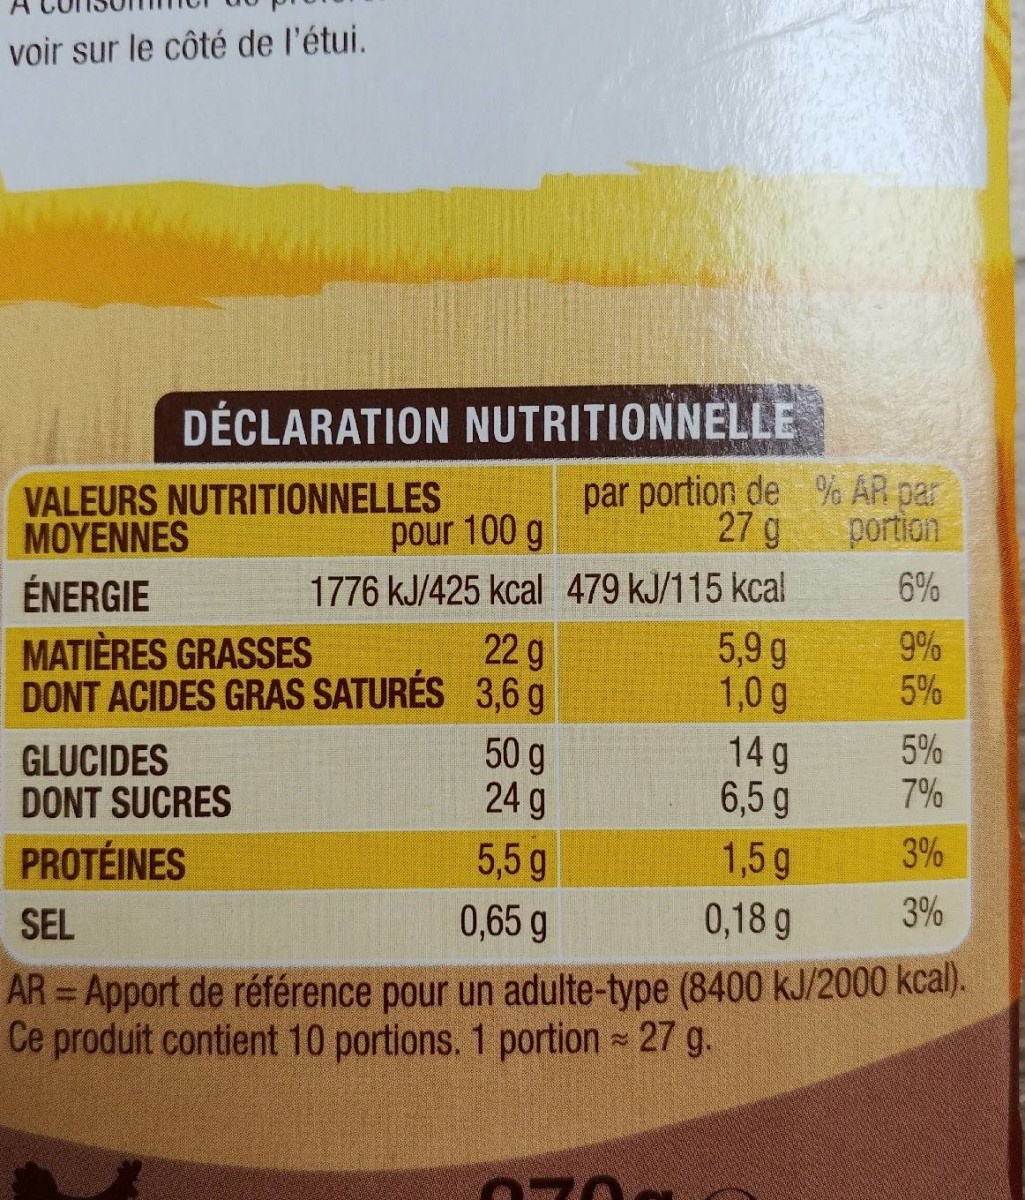 voir sur le côté de l'étui.
DÉCLARATION NUTRITIONNELLE
VALEURS NUTRITIONNELLES MOYENNES pour 100 g par portion de 27 g % AR par portion
ÉNERGIE 1776 kJ/425 kcal 479 kJ/115 kcal 6%
MATIÈRES GRASSES 22 g 5,9 g 9%
DONT ACIDES GRAS SATURÉS 3,6 g 1,0 g 5%
GLUCIDES 50 g 14 g 5%
DONT SUCRES 24 g 6,5 g 7%
PROTÉINES 5,5 g 1,5 g 3%
SEL 0,65 g 0,18 g 3%
AR = Apport de référence pour un adulte-type (8400 kJ/2000 kcal).
Ce produit contient 10 portions. 1 portion ≈ 27 g.